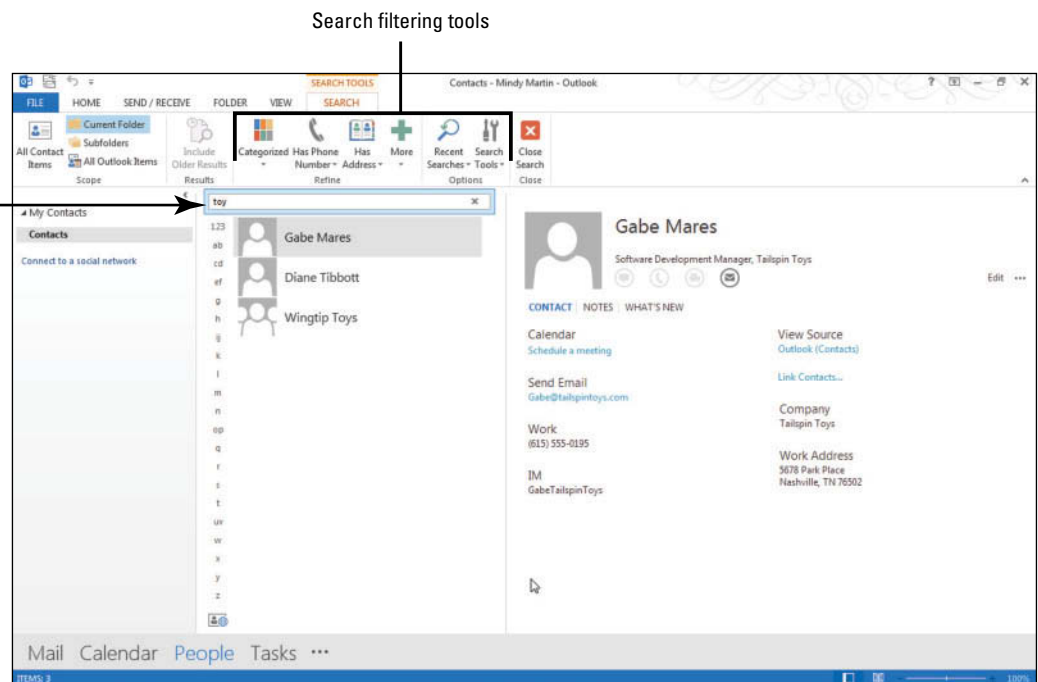 Search filtering tools
SEARCH TOOLS
Contacts - Mindy Martin - Outlook
?
FILE HOME SEND / RECEIVE FOLDER VIEW SEARCH
All Contact Items
Current Folder
Subfolders
All Outlook Items
Include Older Results
Categorized
Has Phone Number
Has Address
More
Recent Searches
Search Tools
Close Search
Scope Results Refine Options Close
toy
My Contacts
Contacts
Connect to a social network
123
ab
cd
ef
g
h
ij
k
l
m
n
op
q
r
s
t
uv
w
x
y
z
Gabe Mares
Diane Tibbott
Wingtip Toys
Gabe Mares
Software Development Manager, Tailspin Toys
Edit •••
CONTACT NOTES WHAT'S NEW
Calendar
Schedule a meeting
Send Email
Gabe@tailspintoys.com
Work
(615) 555-0195
IM
GabeTailspinToys
View Source
Outlook (Contacts)
Link Contacts...
Company
Tailspin Toys
Work Address
5678 Park Place
Nashville, TN 76502
Mail Calendar People Tasks •••
ITEMS: 3
100%